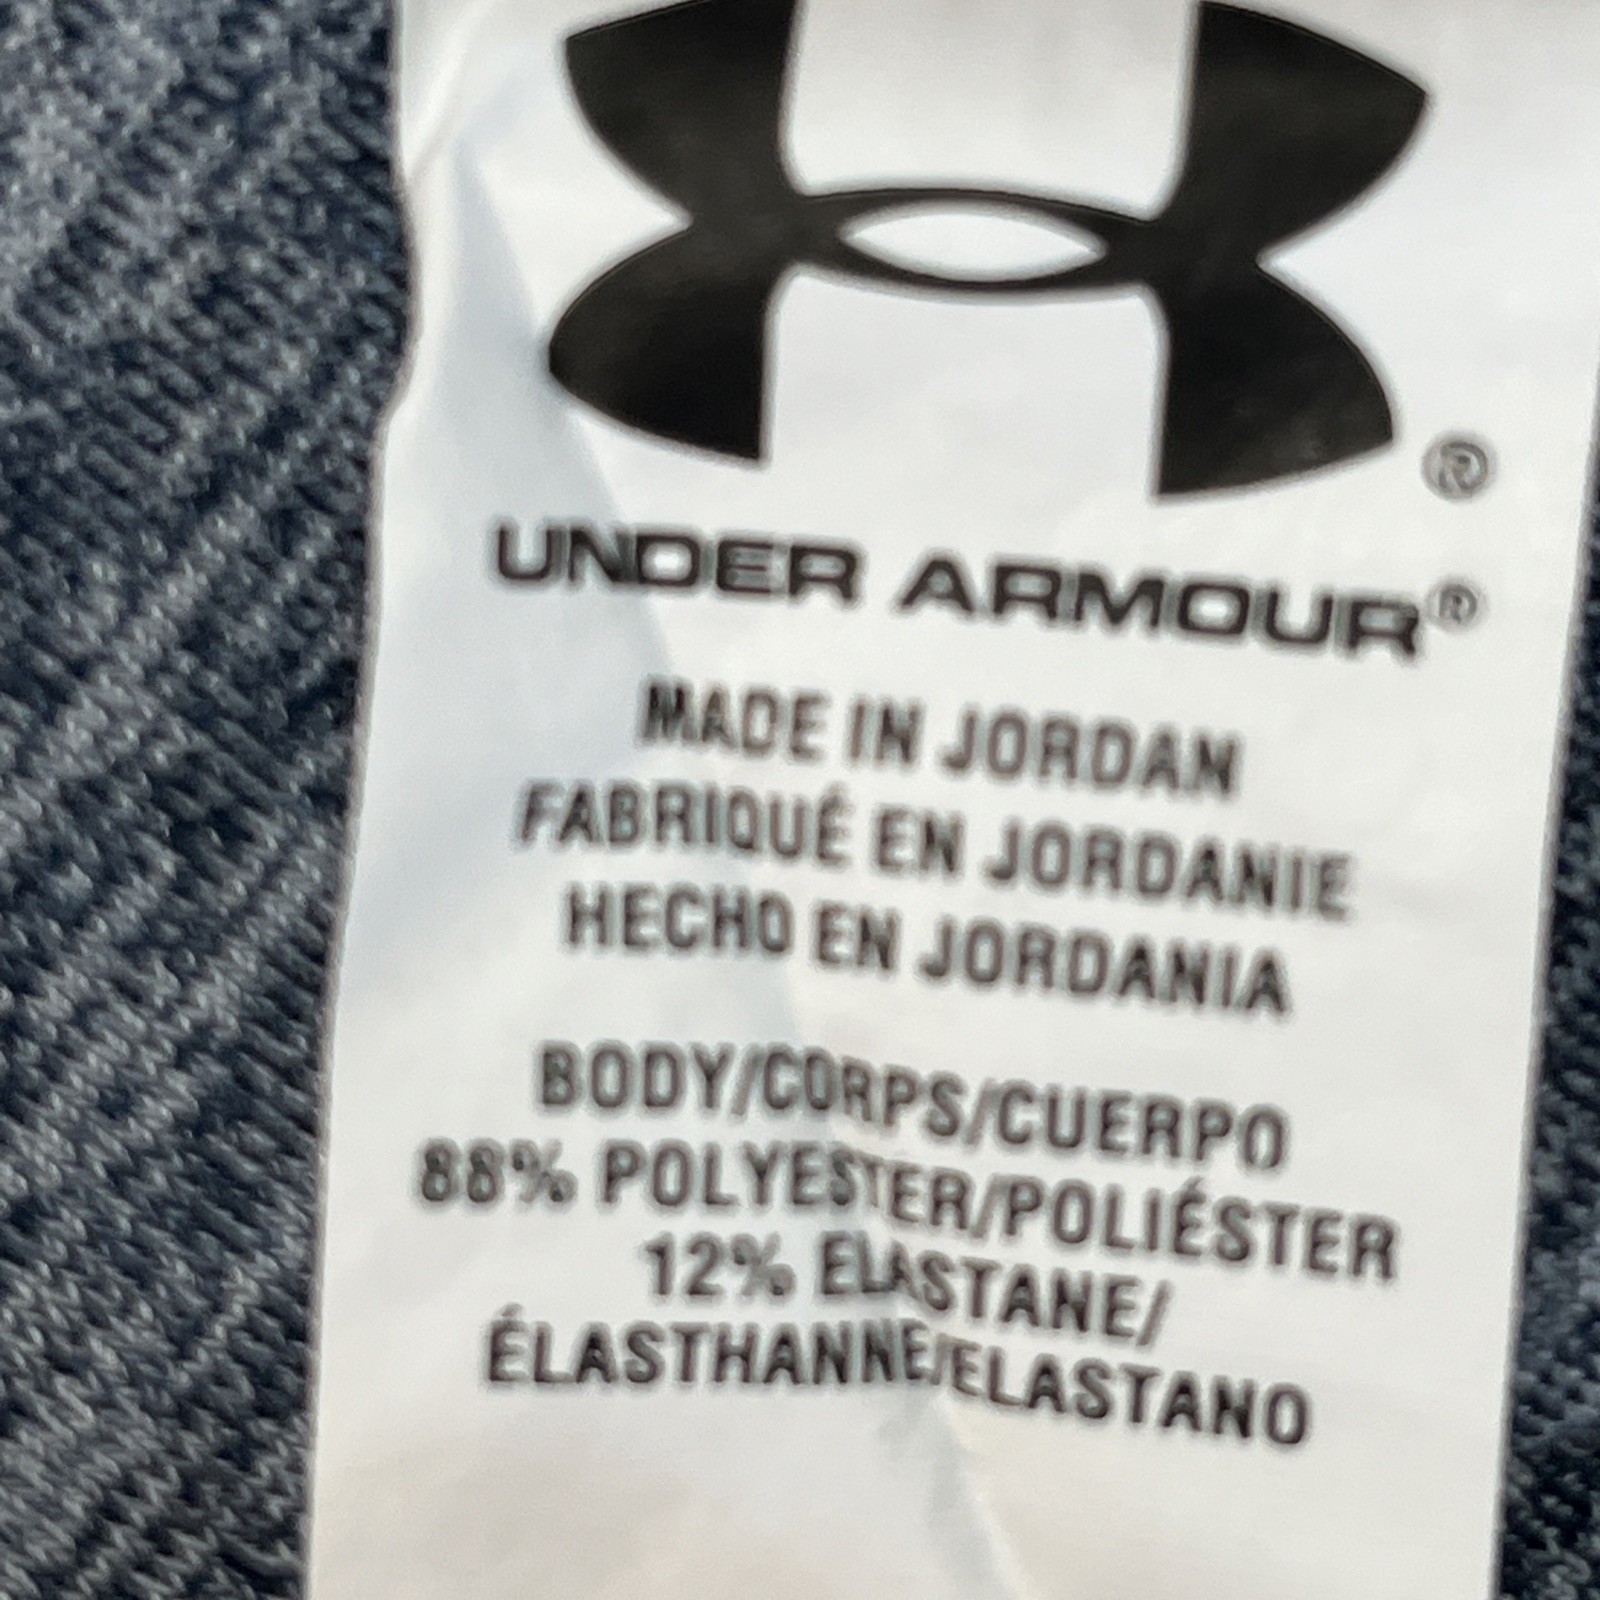 ®
UNDER ARMOUR®
MADE IN JORDAN
FABRIQUÉ EN JORDANIE
HECHO EN JORDANIA
BODY/CORPS/CUERPO
88% POLYESTER/POLIÉSTER
12% ELASTANE/
ÉLASTHANNE/ELASTANO